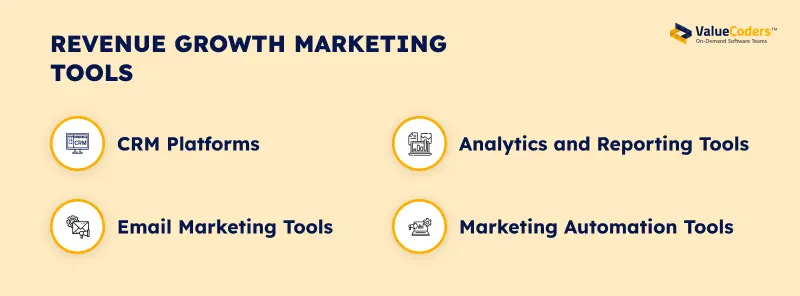 REVENUE GROWTH MARKETING
TOOLS
ValueCoders™
On-Demand Software Teams
CRM
CRM Platforms
Analytics and Reporting Tools
Email Marketing Tools
Marketing Automation Tools